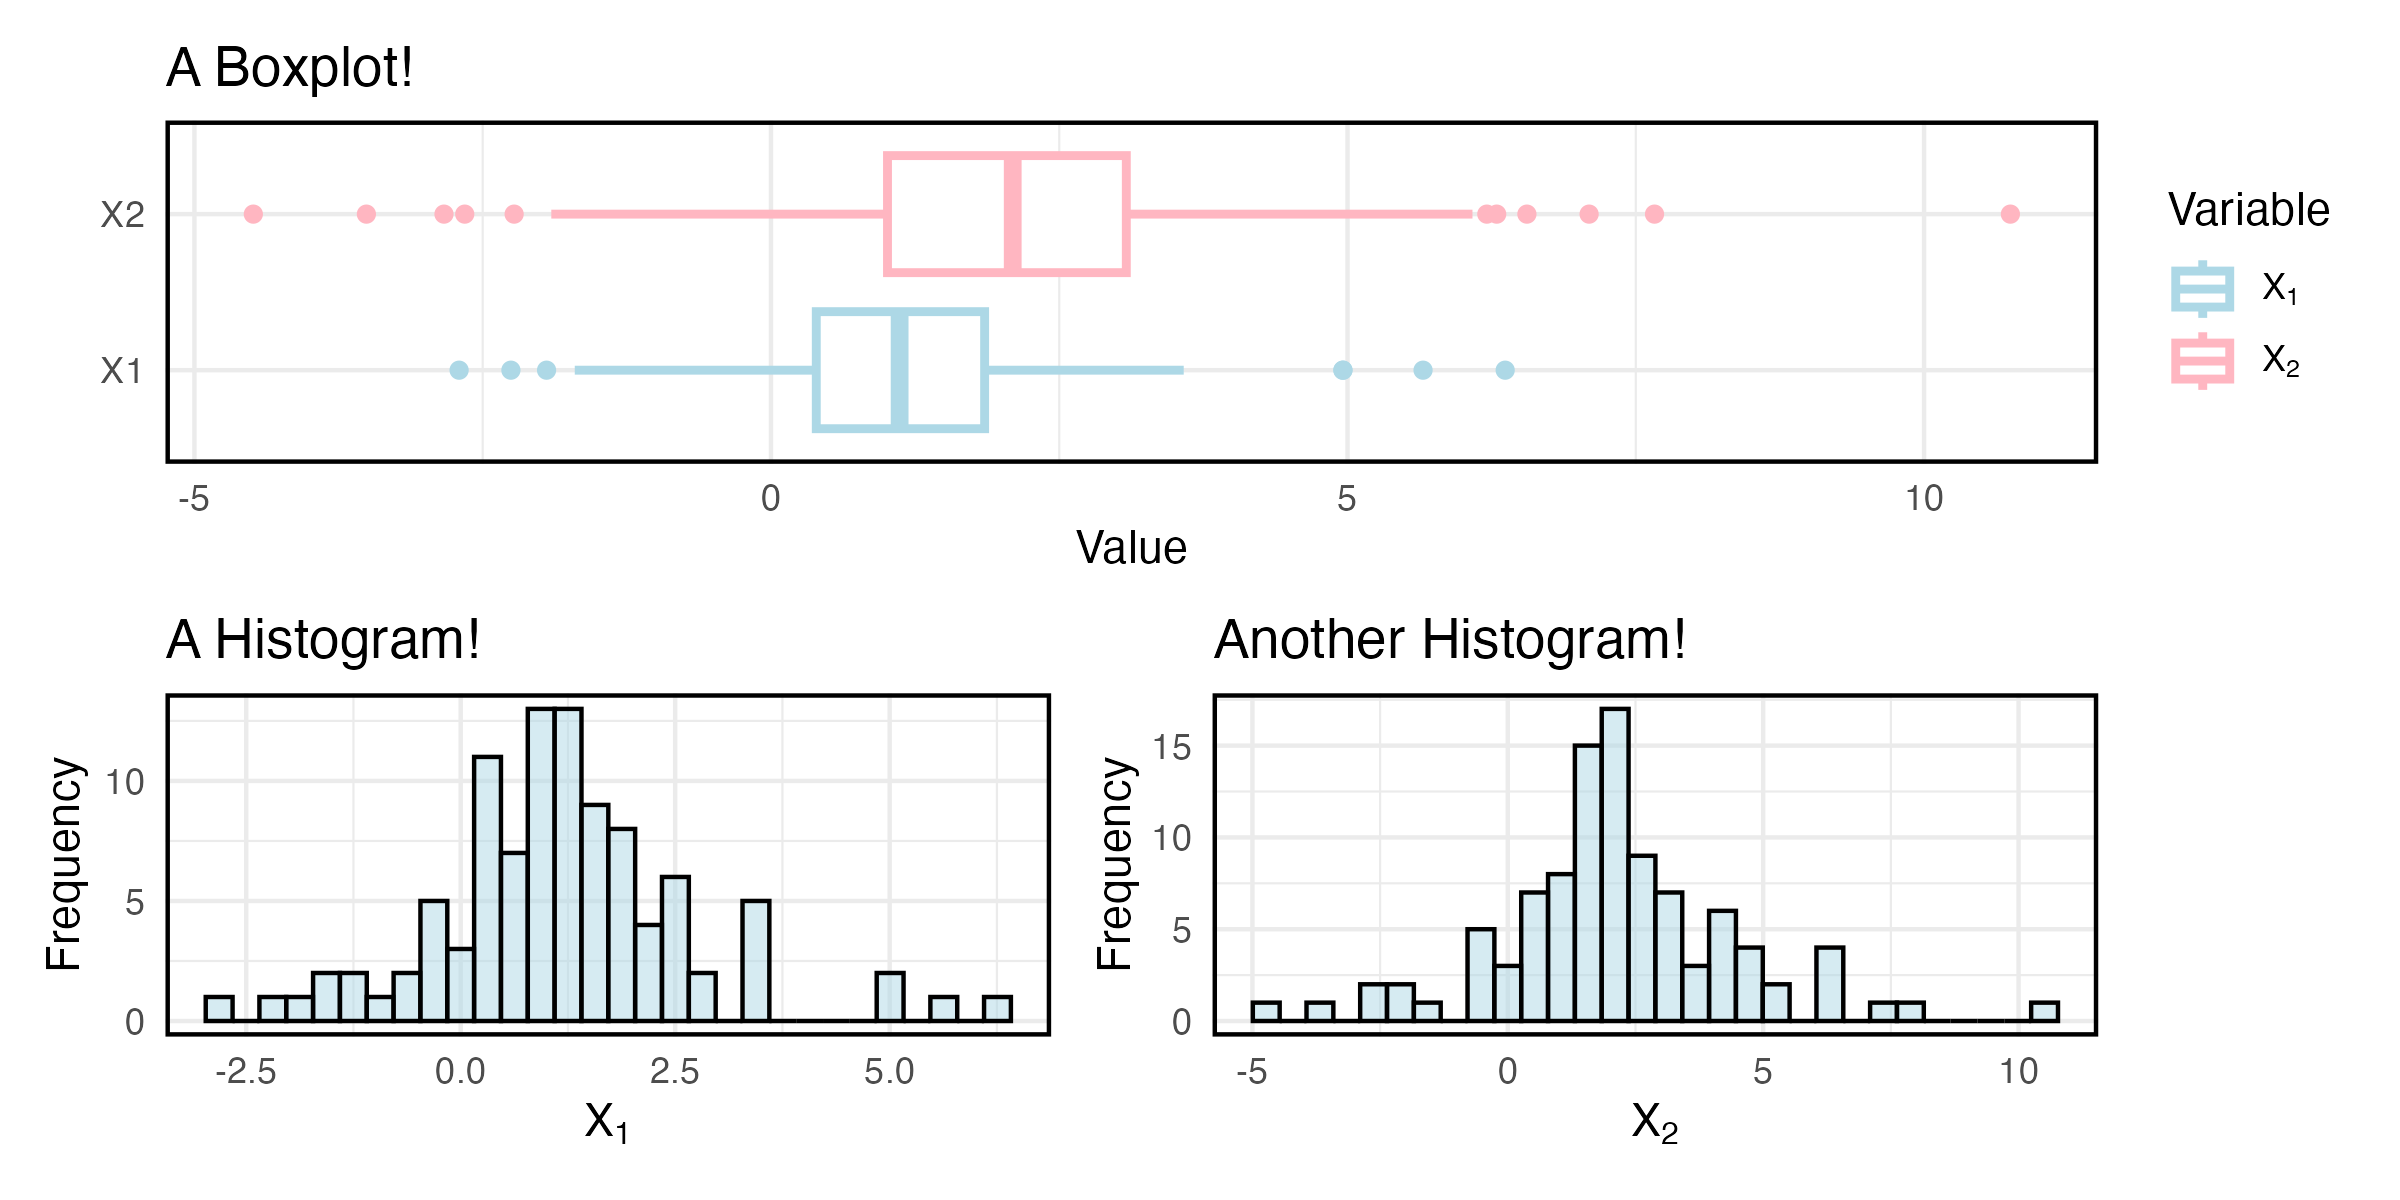 A Boxplot!
X2
X1
-5 0 5 10
Value
Variable
X₁
X₂
A Histogram!
Frequency
10
5
0
-2.5 0.0 2.5 5.0
X₁
Another Histogram!
Frequency
15
10
5
0
-5 0 5 10
X₂